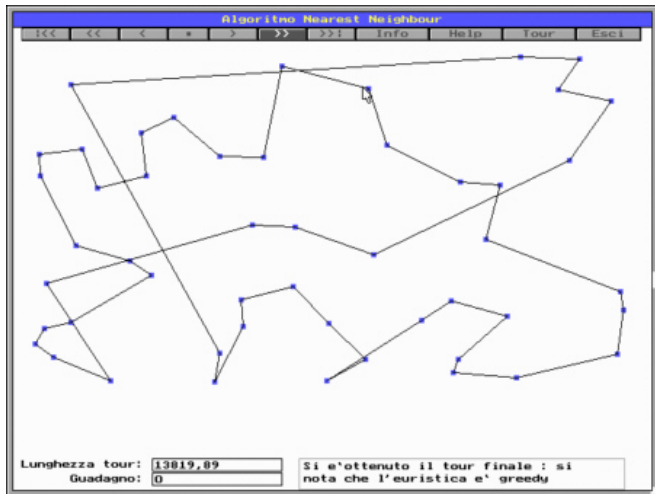 Algoritmo Nearest Neighbour
|<< << < ▪ > >> >>| Info Help Tour Esci
Lunghezza tour: 13819,89
Si e'ottenuto il tour finale : si
Guadagno: 0
nota che l'euristica e' greedy